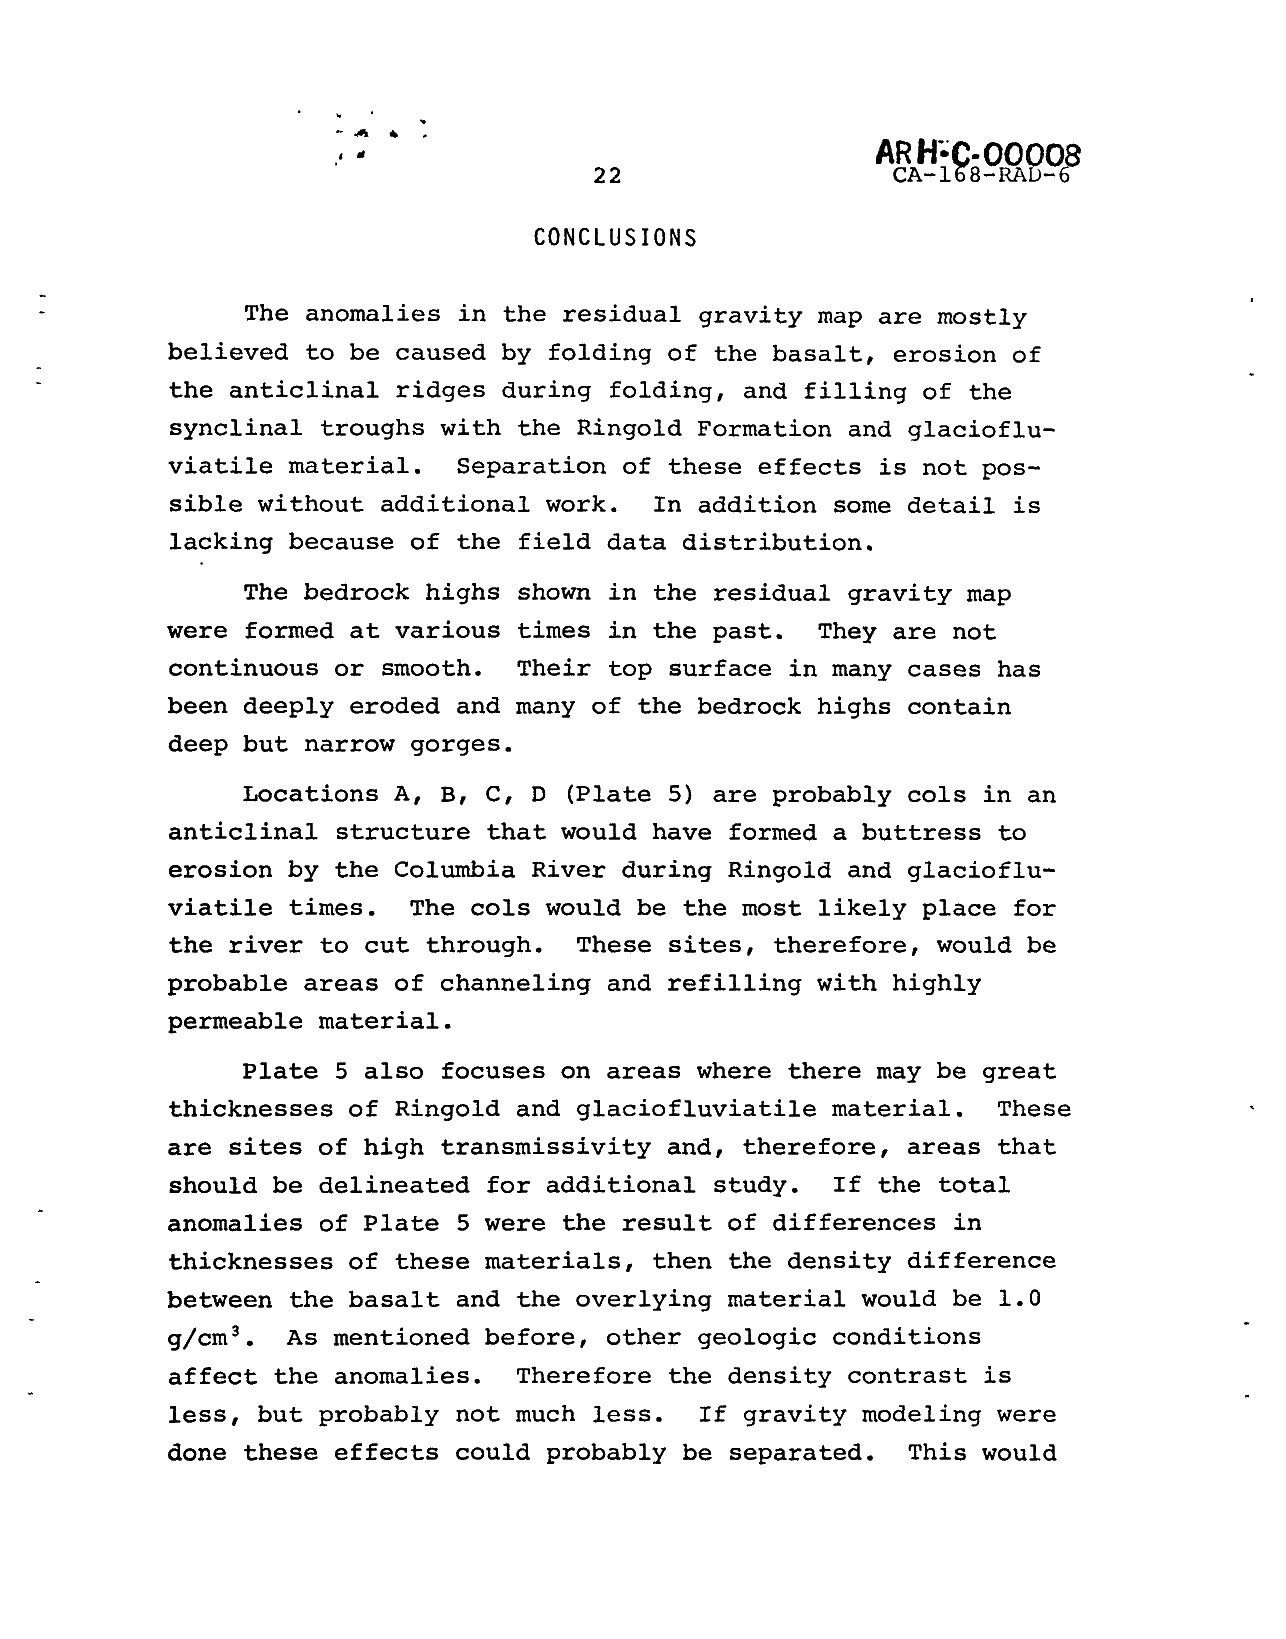 ARH-C-00008
22 CA-168-RAD-6
CONCLUSIONS
The anomalies in the residual gravity map are mostly
believed to be caused by folding of the basalt, erosion of
the anticlinal ridges during folding, and filling of the
synclinal troughs with the Ringold Formation and glacioflu-
viatile material. Separation of these effects is not pos-
sible without additional work. In addition some detail is
lacking because of the field data distribution.
The bedrock highs shown in the residual gravity map
were formed at various times in the past. They are not
continuous or smooth. Their top surface in many cases has
been deeply eroded and many of the bedrock highs contain
deep but narrow gorges.
Locations A, B, C, D (Plate 5) are probably cols in an
anticlinal structure that would have formed a buttress to
erosion by the Columbia River during Ringold and glacioflu-
viatile times. The cols would be the most likely place for
the river to cut through. These sites, therefore, would be
probable areas of channeling and refilling with highly
permeable material.
Plate 5 also focuses on areas where there may be great
thicknesses of Ringold and glaciofluviatile material. These
are sites of high transmissivity and, therefore, areas that
should be delineated for additional study. If the total
anomalies of Plate 5 were the result of differences in
thicknesses of these materials, then the density difference
between the basalt and the overlying material would be 1.0
g/cm³. As mentioned before, other geologic conditions
affect the anomalies. Therefore the density contrast is
less, but probably not much less. If gravity modeling were
done these effects could probably be separated. This would